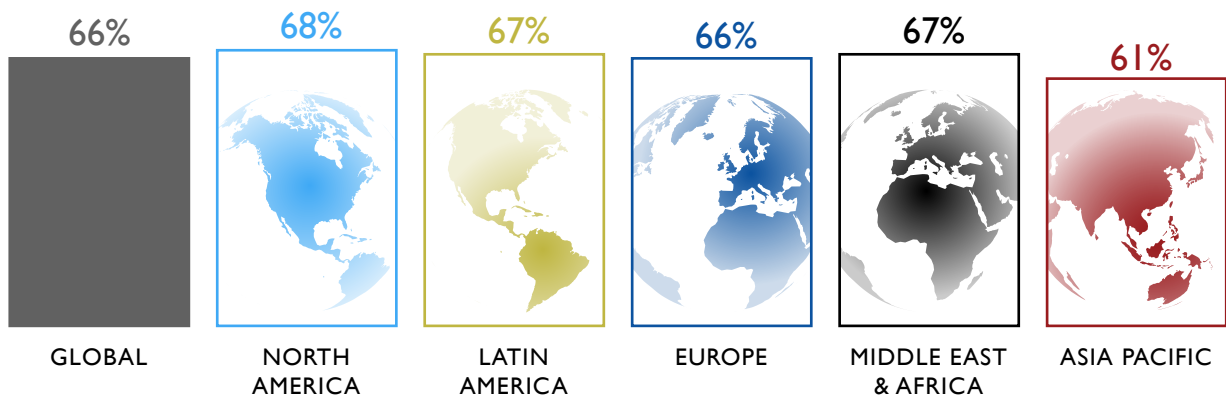 66%
68%
67%
66%
67%
61%
GLOBAL
NORTH
AMERICA
LATIN
AMERICA
EUROPE
MIDDLE EAST
& AFRICA
ASIA PACIFIC